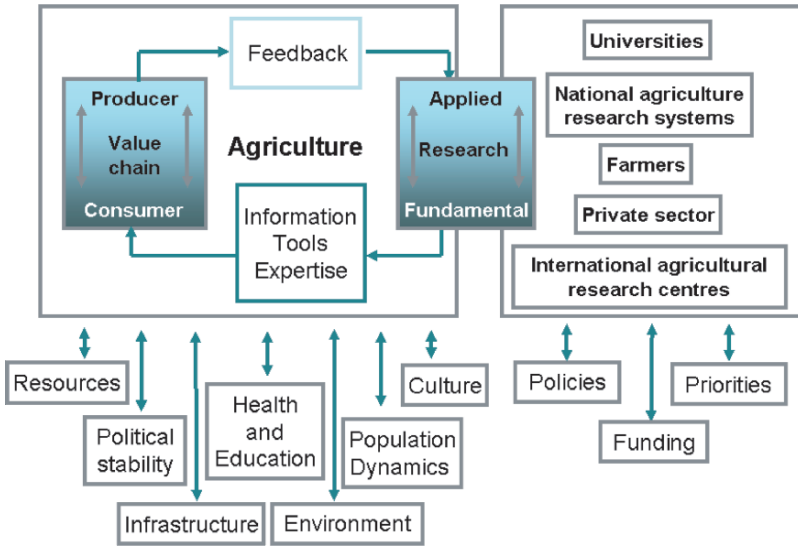 Feedback
Producer
Value
chain
Consumer
Agriculture
Information
Tools
Expertise
Applied
Research
Fundamental
Universities
National agriculture
research systems
Farmers
Private sector
International agricultural
research centres
Resources
Political
stability
Infrastructure
Health
and
Education
Environment
Population
Dynamics
Culture
Policies
Funding
Priorities